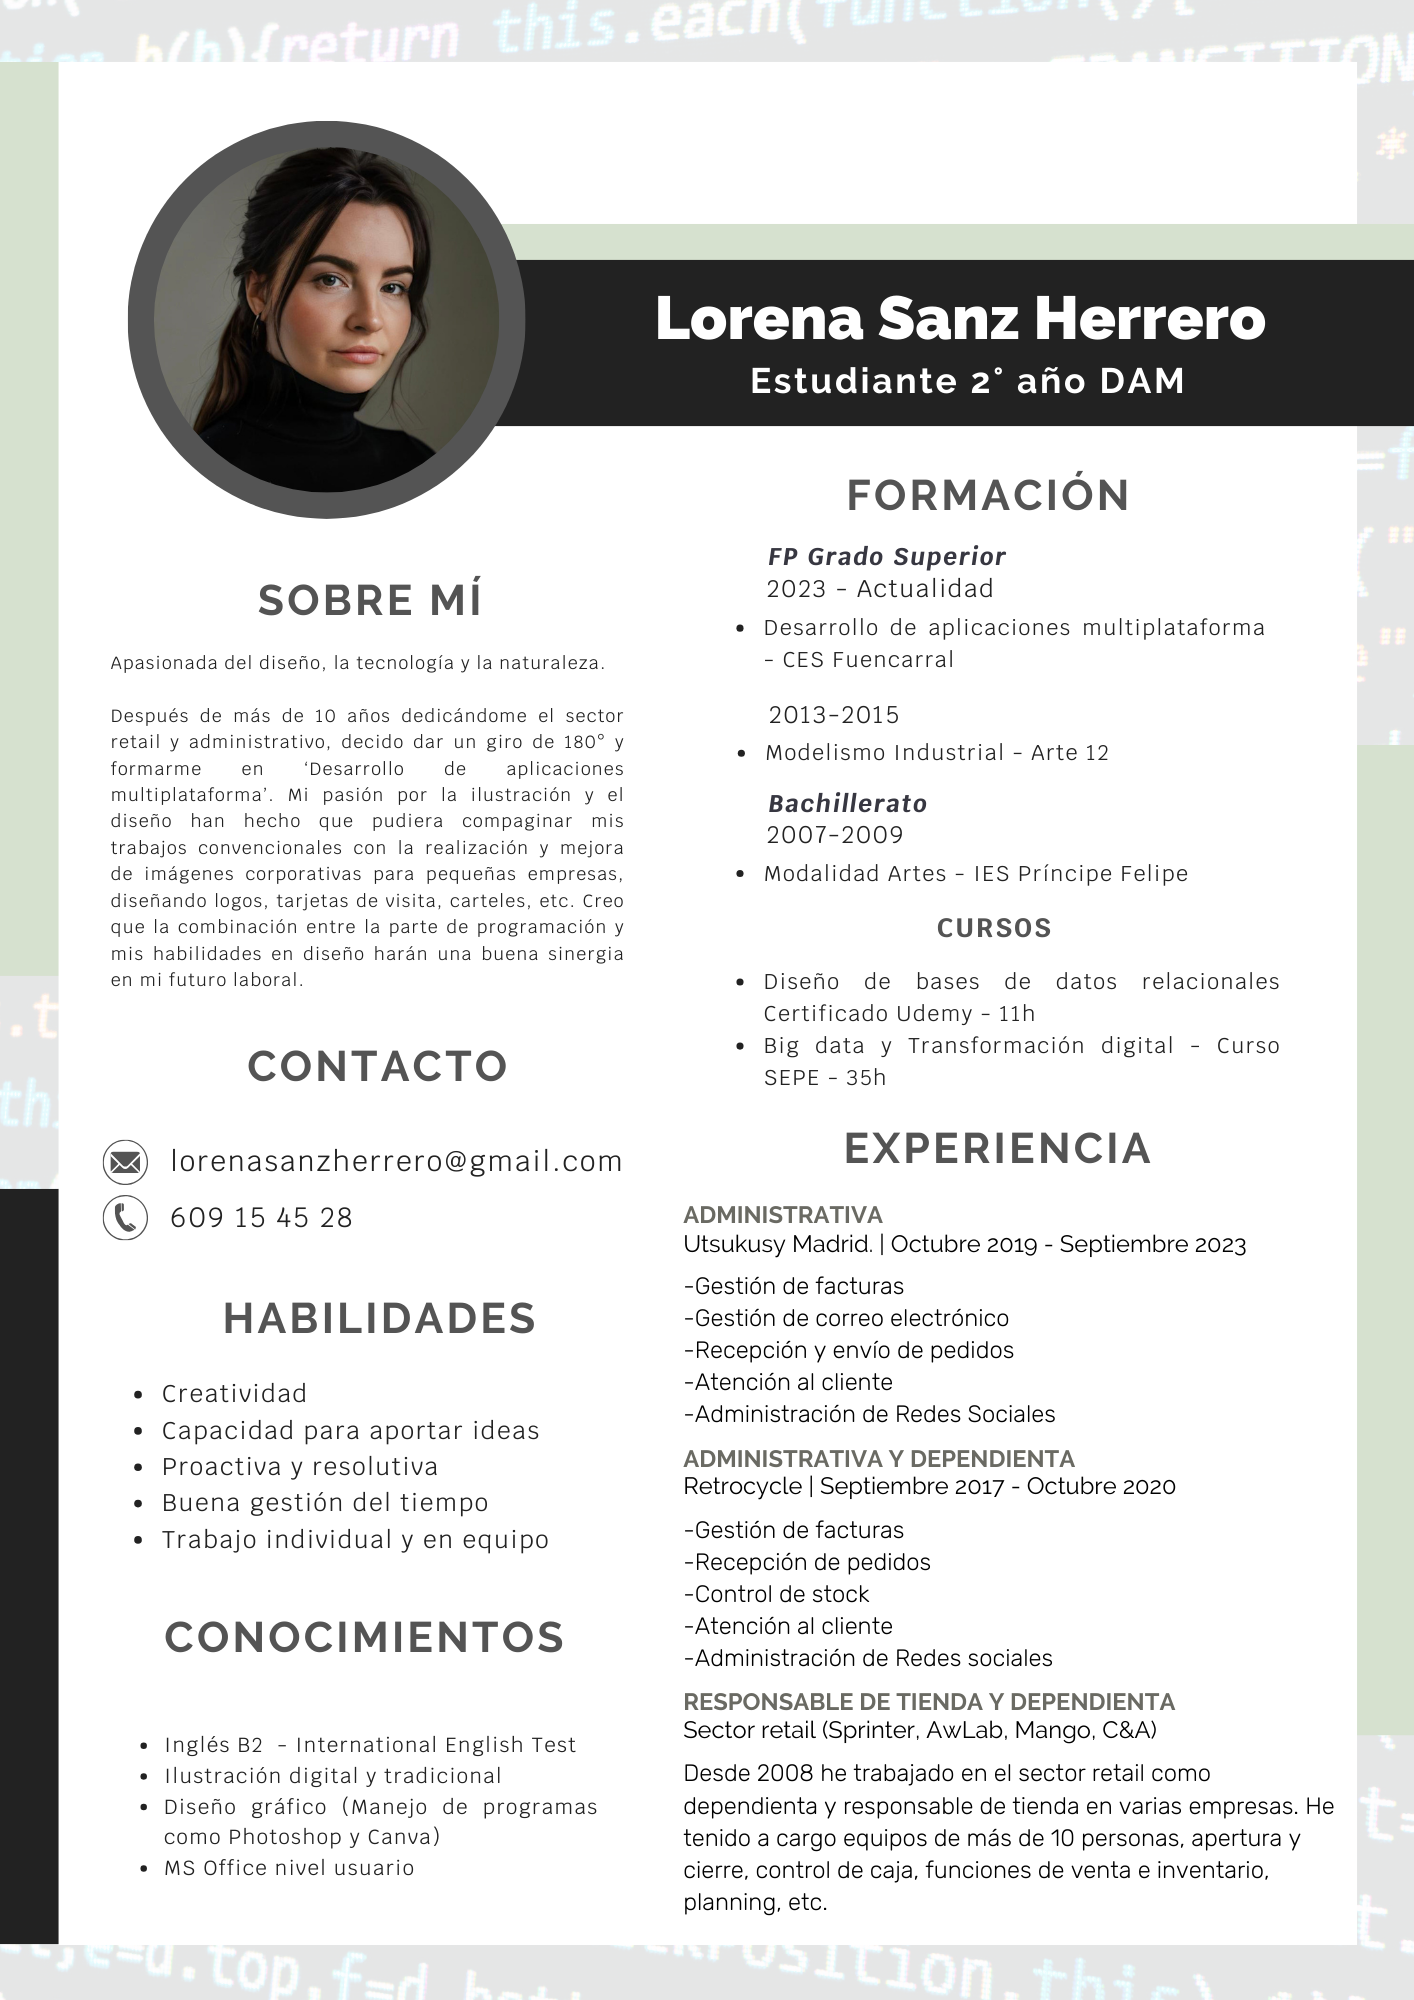 this.each(function(){
b(b){return
TRANSITION
Lorena Sanz Herrero
Estudiante 2° año DAM
SOBRE MÍ
Apasionada del diseño, la tecnología y la naturaleza.
Después de más de 10 años dedicándome el sector
retail y administrativo, decido dar un giro de 180° y
formarme en ‘Desarrollo de aplicaciones
multiplataforma’. Mi pasión por la ilustración y el
diseño han hecho que pudiera compaginar mis
trabajos convencionales con la realización y mejora
de imágenes corporativas para pequeñas empresas,
diseñando logos, tarjetas de visita, carteles, etc. Creo
que la combinación entre la parte de programación y
mis habilidades en diseño harán una buena sinergia
en mi futuro laboral.
CONTACTO
lorenasanzherrero@gmail.com
609 15 45 28
HABILIDADES
• Creatividad
• Capacidad para aportar ideas
• Proactiva y resolutiva
• Buena gestión del tiempo
• Trabajo individual y en equipo
CONOCIMIENTOS
• Inglés B2 - International English Test
• Ilustración digital y tradicional
• Diseño gráfico (Manejo de programas
como Photoshop y Canva)
• MS Office nivel usuario
FORMACIÓN
FP Grado Superior
2023 - Actualidad
• Desarrollo de aplicaciones multiplataforma
- CES Fuencarral
2013-2015
• Modelismo Industrial - Arte 12
Bachillerato
2007-2009
• Modalidad Artes - IES Príncipe Felipe
CURSOS
• Diseño de bases de datos relacionales
Certificado Udemy - 11h
• Big data y Transformación digital - Curso
SEPE - 35h
EXPERIENCIA
ADMINISTRATIVA
Utsukusy Madrid. | Octubre 2019 - Septiembre 2023
-Gestión de facturas
-Gestión de correo electrónico
-Recepción y envío de pedidos
-Atención al cliente
-Administración de Redes Sociales
ADMINISTRATIVA Y DEPENDIENTA
Retrocycle | Septiembre 2017 - Octubre 2020
-Gestión de facturas
-Recepción de pedidos
-Control de stock
-Atención al cliente
-Administración de Redes sociales
RESPONSABLE DE TIENDA Y DEPENDIENTA
Sector retail (Sprinter, AwLab, Mango, C&A)
Desde 2008 he trabajado en el sector retail como
dependienta y responsable de tienda en varias empresas. He
tenido a cargo equipos de más de 10 personas, apertura y
cierre, control de caja, funciones de venta e inventario,
planning, etc.